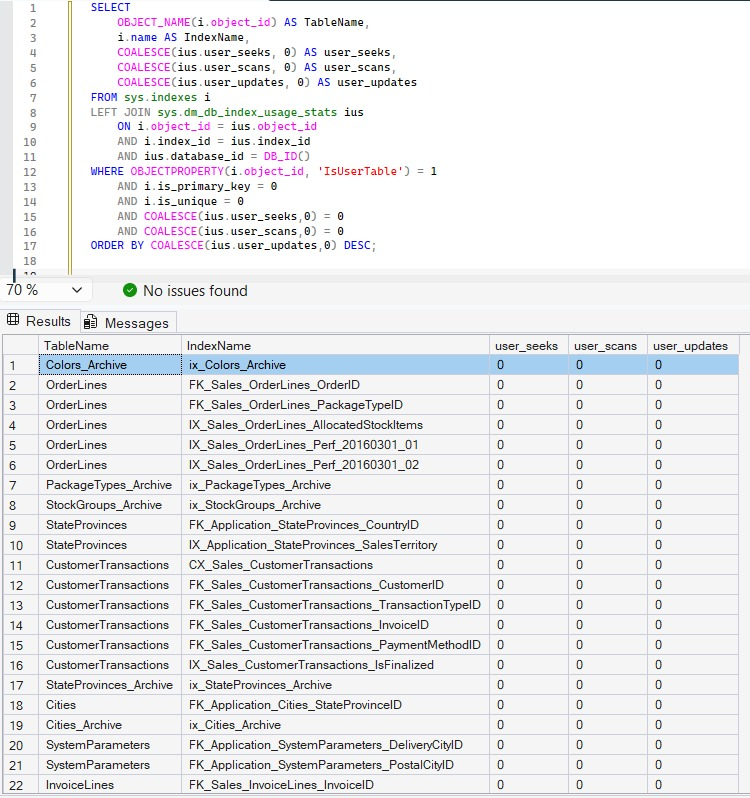 1 SELECT
2 OBJECT_NAME(i.object_id) AS TableName,
3 i.name AS IndexName,
4 COALESCE(ius.user_seeks, 0) AS user_seeks,
5 COALESCE(ius.user_scans, 0) AS user_scans,
6 COALESCE(ius.user_updates, 0) AS user_updates
7 FROM sys.indexes i
8 LEFT JOIN sys.dm_db_index_usage_stats ius
9 ON i.object_id = ius.object_id
10 AND i.index_id = ius.index_id
11 AND ius.database_id = DB_ID()
12 WHERE OBJECTPROPERTY(i.object_id, 'IsUserTable') = 1
13 AND i.is_primary_key = 0
14 AND i.is_unique = 0
15 AND COALESCE(ius.user_seeks,0) = 0
16 AND COALESCE(ius.user_scans,0) = 0
17 ORDER BY COALESCE(ius.user_updates,0) DESC;
18
70 % No issues found
Results Messages
TableName IndexName user_seeks user_scans user_updates
1 Colors_Archive ix_Colors_Archive 0 0 0
2 OrderLines FK_Sales_OrderLines_OrderID 0 0 0
3 OrderLines FK_Sales_OrderLines_PackageTypeID 0 0 0
4 OrderLines IX_Sales_OrderLines_AllocatedStockItems 0 0 0
5 OrderLines IX_Sales_OrderLines_Perf_20160301_01 0 0 0
6 OrderLines IX_Sales_OrderLines_Perf_20160301_02 0 0 0
7 PackageTypes_Archive ix_PackageTypes_Archive 0 0 0
8 StockGroups_Archive ix_StockGroups_Archive 0 0 0
9 StateProvinces FK_Application_StateProvinces_CountryID 0 0 0
10 StateProvinces IX_Application_StateProvinces_SalesTerritory 0 0 0
11 CustomerTransactions CX_Sales_CustomerTransactions 0 0 0
12 CustomerTransactions FK_Sales_CustomerTransactions_CustomerID 0 0 0
13 CustomerTransactions FK_Sales_CustomerTransactions_TransactionTypeID 0 0 0
14 CustomerTransactions FK_Sales_CustomerTransactions_InvoiceID 0 0 0
15 CustomerTransactions FK_Sales_CustomerTransactions_PaymentMethodID 0 0 0
16 CustomerTransactions IX_Sales_CustomerTransactions_IsFinalized 0 0 0
17 StateProvinces_Archive ix_StateProvinces_Archive 0 0 0
18 Cities FK_Application_Cities_StateProvinceID 0 0 0
19 Cities_Archive ix_Cities_Archive 0 0 0
20 SystemParameters FK_Application_SystemParameters_DeliveryCityID 0 0 0
21 SystemParameters FK_Application_SystemParameters_PostalCityID 0 0 0
22 InvoiceLines FK_Sales_InvoiceLines_InvoiceID 0 0 0